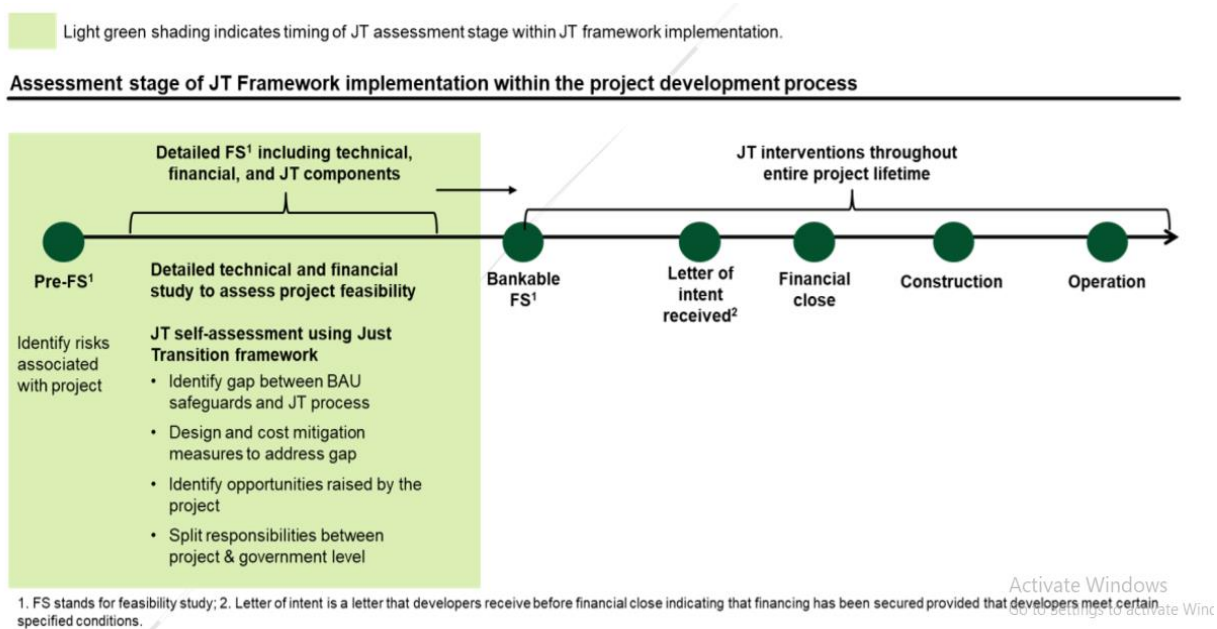 Light green shading indicates timing of JT assessment stage within JT framework implementation.
Assessment stage of JT Framework implementation within the project development process
Detailed FS¹ including technical,
financial, and JT components
JT interventions throughout
entire project lifetime
Pre-FS¹
Identify risks
associated
with project
Detailed technical and financial
study to assess project feasibility
JT self-assessment using Just
Transition framework
• Identify gap between BAU
safeguards and JT process
• Design and cost mitigation
measures to address gap
• Identify opportunities raised by the
project
• Split responsibilities between
project & government level
Bankable
FS¹
Letter of
intent
received²
Financial
close
Construction
Operation
Activate Windows
Go to Settings to activate
1. FS stands for feasibility study; 2. Letter of intent is a letter that developers receive before financial close indicating that financing has been secured provided that developers meet certain
specified conditions.